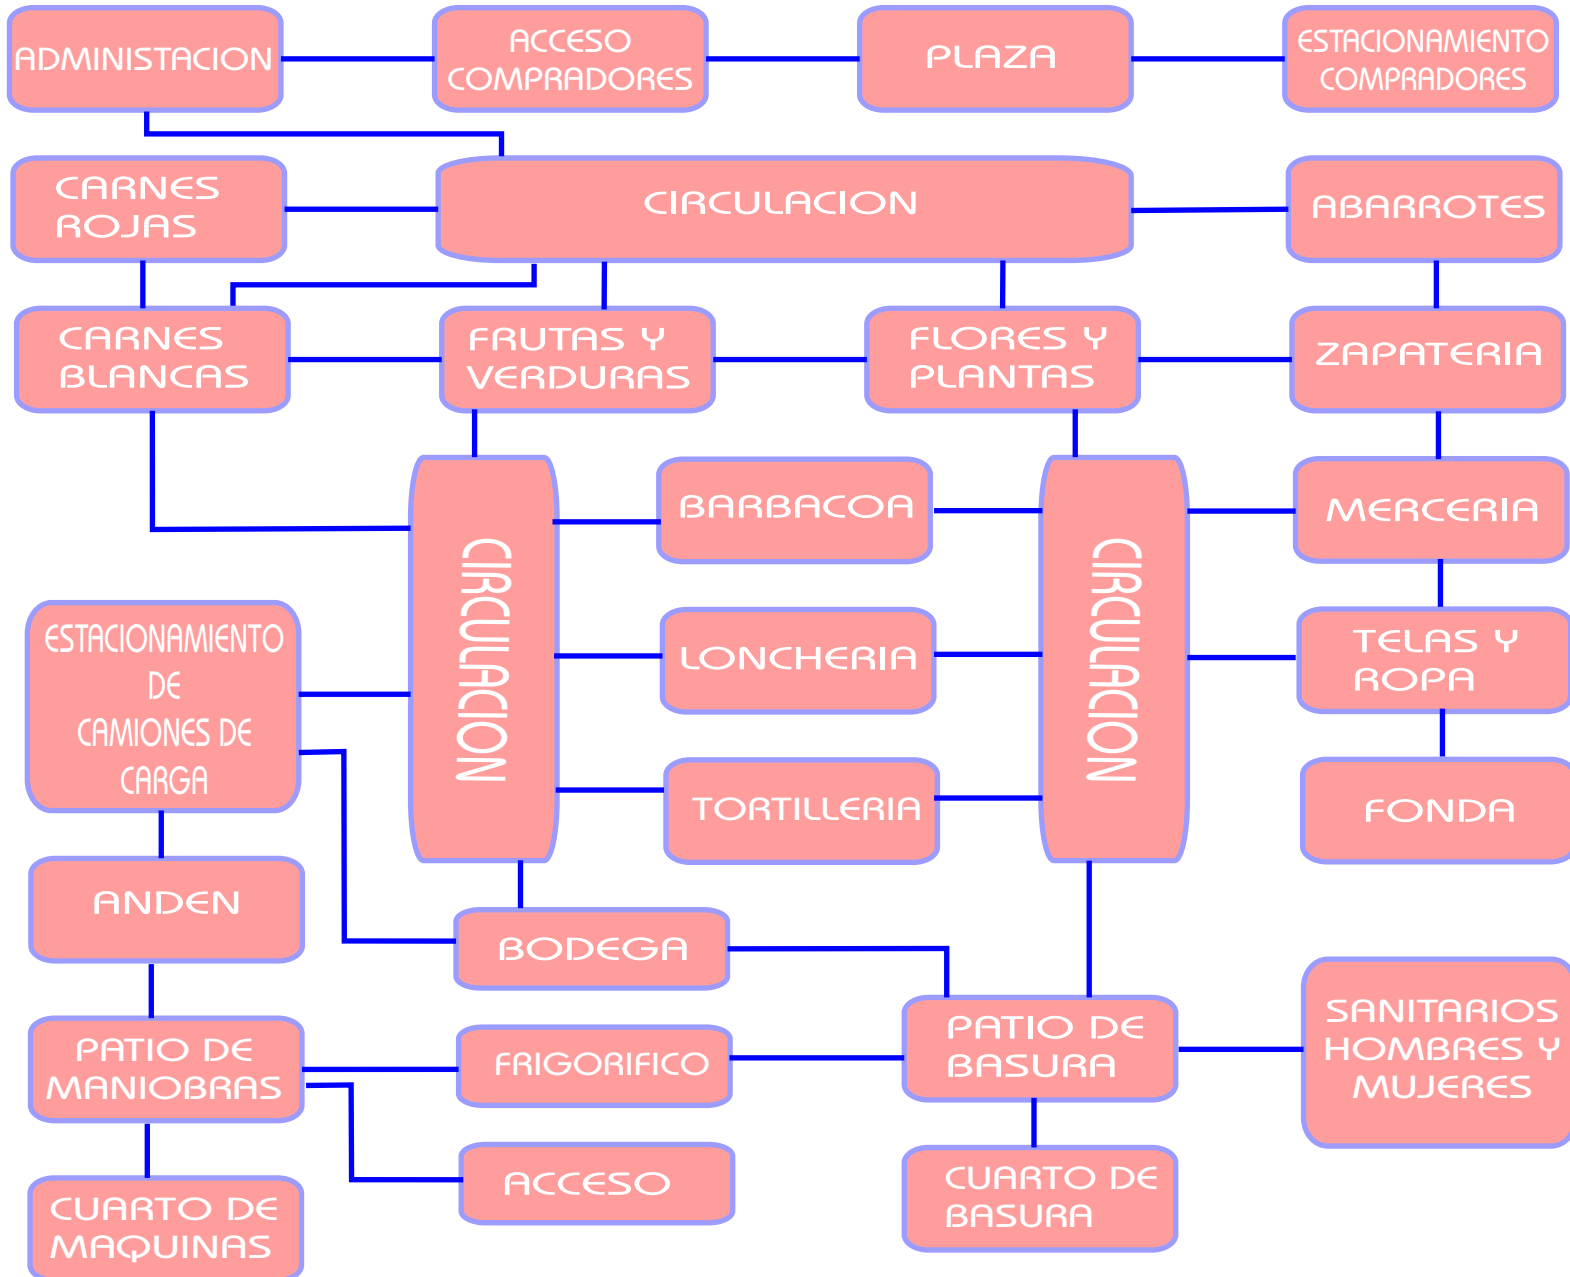 ADMINISTACION
ACCESO
COMPRADORES
PLAZA
ESTACIONAMIENTO
COMPRADORES
CARNES
ROJAS
CIRCULACION
ABARROTES
CARNES
BLANCAS
FRUTAS Y
VERDURAS
FLORES Y
PLANTAS
ZAPATERIA
CIRCULACION
BARBACOA
CIRCULACION
MERCERIA
ESTACIONAMIENTO
DE
CAMIONES DE
CARGA
LONCHERIA
TELAS Y
ROPA
TORTILLERIA
FONDA
ANDEN
BODEGA
PATIO DE
MANIOBRAS
FRIGORIFICO
PATIO DE
BASURA
SANITARIOS
HOMBRES Y
MUJERES
CUARTO DE
MAQUINAS
ACCESO
CUARTO DE
BASURA